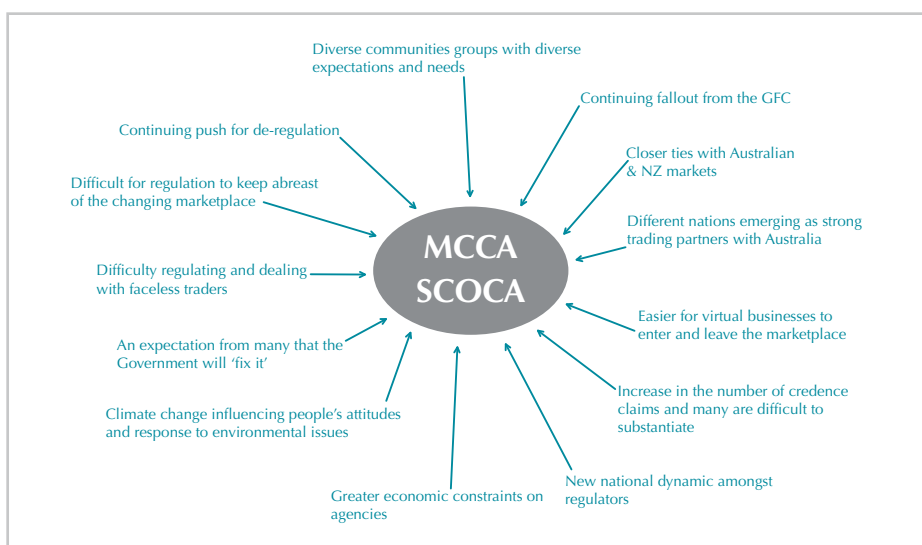 Diverse communities groups with diverse
expectations and needs
Continuing fallout from the GFC
Continuing push for de-regulation
Closer ties with Australian
& NZ markets
Difficult for regulation to keep abreast
of the changing marketplace
Different nations emerging as strong
trading partners with Australia
MCCA
SCOCA
Difficulty regulating and dealing
with faceless traders
Easier for virtual businesses to
enter and leave the marketplace
An expectation from many that the
Government will ‘fix it’
Increase in the number of credence
claims and many are difficult to
substantiate
Climate change influencing people’s attitudes
and response to environmental issues
New national dynamic amongst
regulators
Greater economic constraints on
agencies